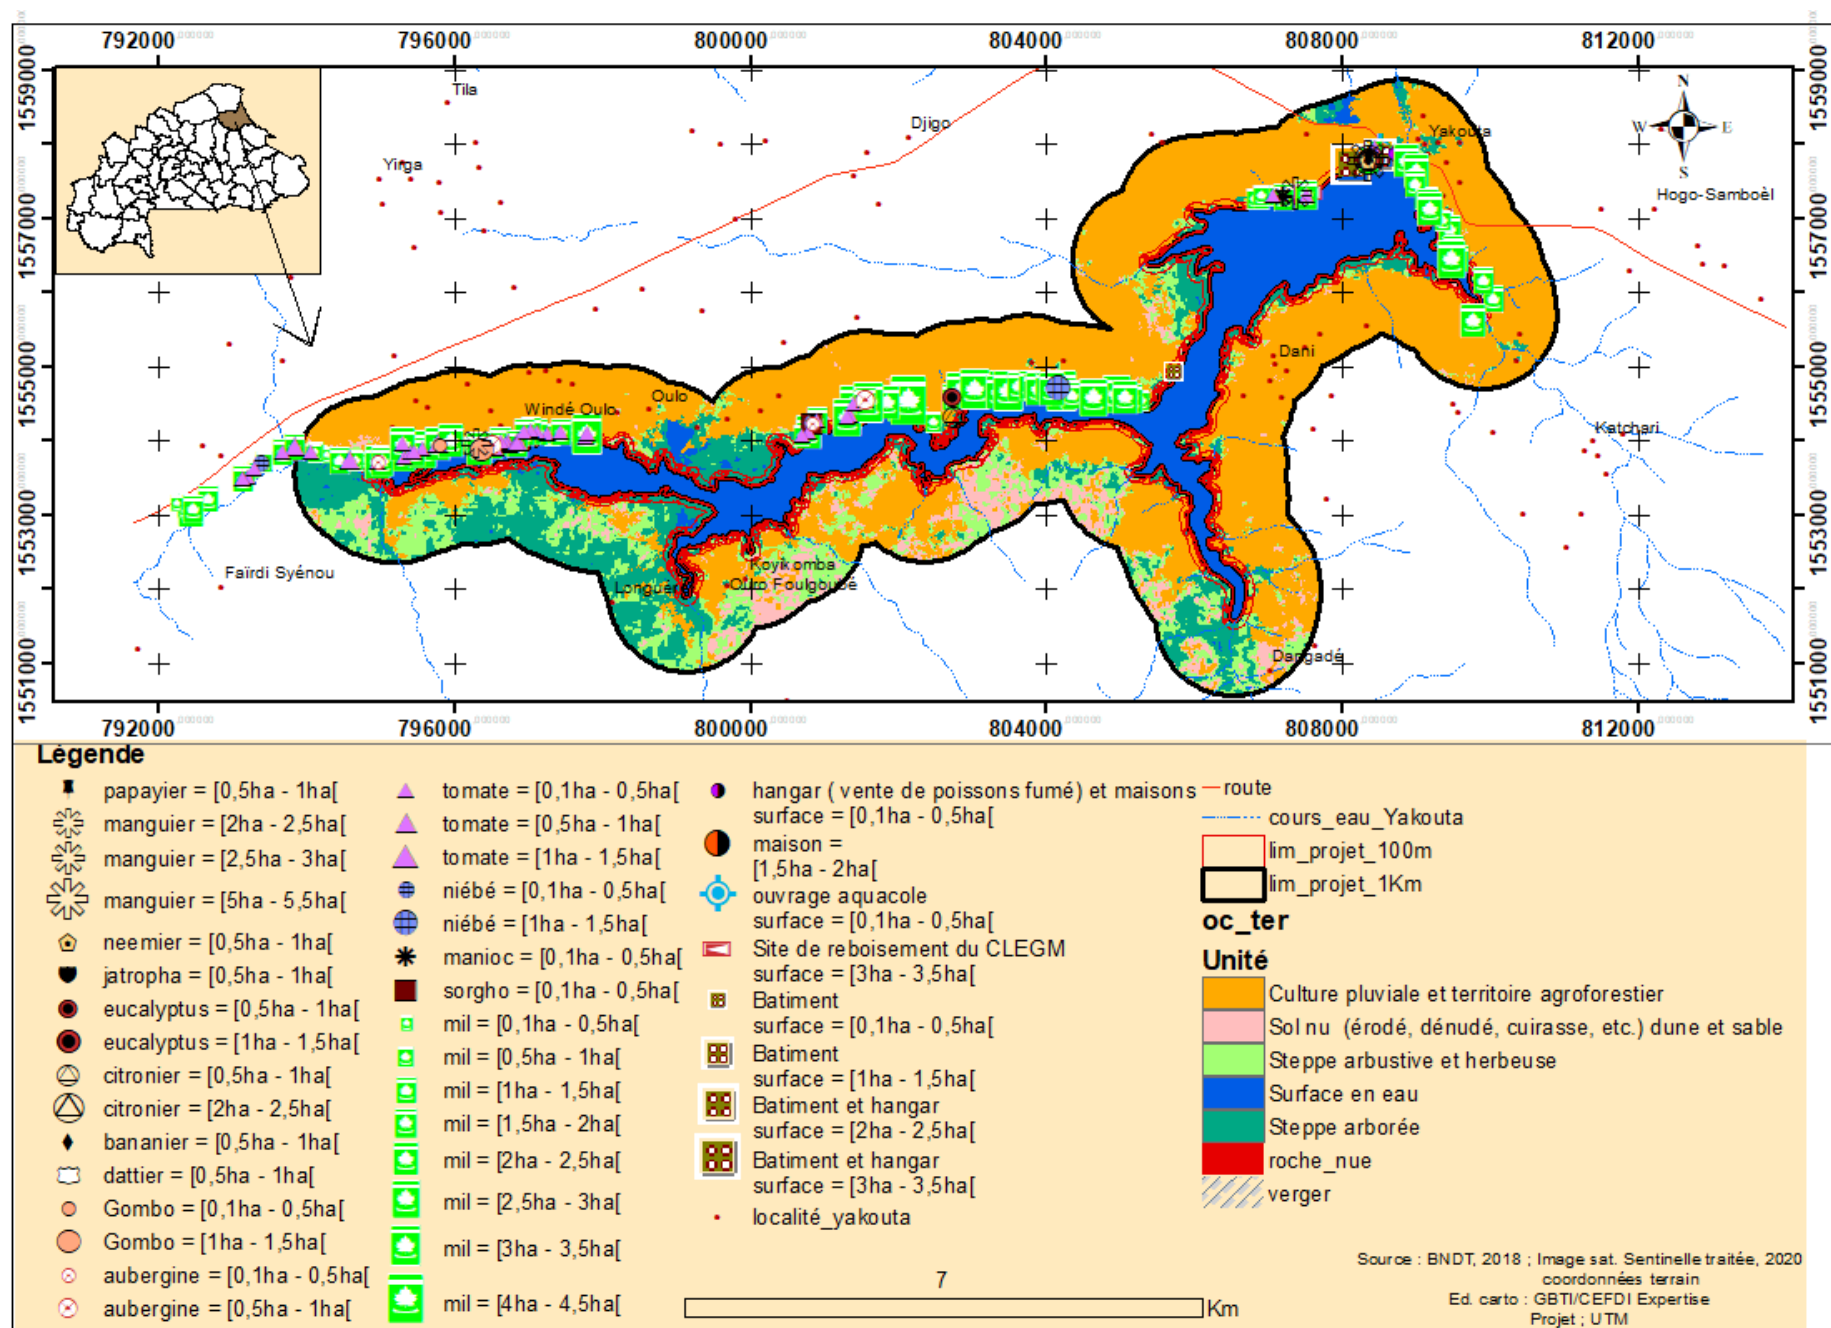 792000 796000 800000 804000 808000 812000
1559000 1557000 1555000 1553000 1551000
1559000 1557000 1555000 1553000 1551000
N
W E
S
Tila
Djigo
Yakouta
Yirga
Hogo-Samboèl
Dani
Oulo
Windé Oulo
Katchari
Faïrdi Syénou
Koyikomba
Longuér
Ouro Foulgoubé
Dangadé
792000 796000 800000 804000 808000 812000
Légende
papayier = [0,5ha - 1ha[
manguier = [2ha - 2,5ha[
manguier = [2,5ha - 3ha[
manguier = [5ha - 5,5ha[
neemier = [0,5ha - 1ha[
jatropha = [0,5ha - 1ha[
eucalyptus = [0,5ha - 1ha[
eucalyptus = [1ha - 1,5ha[
citronier = [0,5ha - 1ha[
citronier = [2ha - 2,5ha[
bananier = [0,5ha - 1ha[
dattier = [0,5ha - 1ha[
Gombo = [0,1ha - 0,5ha[
Gombo = [1ha - 1,5ha[
aubergine = [0,1ha - 0,5ha[
aubergine = [0,5ha - 1ha[
tomate = [0,1ha - 0,5ha[
tomate = [0,5ha - 1ha[
tomate = [1ha - 1,5ha[
niébé = [0,1ha - 0,5ha[
niébé = [1ha - 1,5ha[
manioc = [0,1ha - 0,5ha[
sorgho = [0,1ha - 0,5ha[
mil = [0,1ha - 0,5ha[
mil = [0,5ha - 1ha[
mil = [1ha - 1,5ha[
mil = [1,5ha - 2ha[
mil = [2ha - 2,5ha[
mil = [2,5ha - 3ha[
mil = [3ha - 3,5ha[
mil = [4ha - 4,5ha[
hangar ( vente de poissons fumé) et maisons
surface = [0,1ha - 0,5ha[
maison =
[1,5ha - 2ha[
ouvrage aquacole
surface = [0,1ha - 0,5ha[
Site de reboisement du CLEGM
surface = [3ha - 3,5ha[
Batiment
surface = [0,1ha - 0,5ha[
Batiment
surface = [1ha - 1,5ha[
Batiment et hangar
surface = [2ha - 2,5ha[
Batiment et hangar
surface = [3ha - 3,5ha[
localité_yakouta
route
cours_eau_Yakouta
lim_projet_100m
lim_projet_1Km
oc_ter
Unité
Culture pluviale et territoire agroforestier
Sol nu (érodé, dénudé, cuirasse, etc.) dune et sable
Steppe arbustive et herbeuse
Surface en eau
Steppe arborée
roche_nue
verger
7
Km
Source : BNDT, 2018 ; Image sat. Sentinelle traitée, 2020
coordonnées terrain
Ed. carto : GBTI/CEFDI Expertise
Projet ; UTM